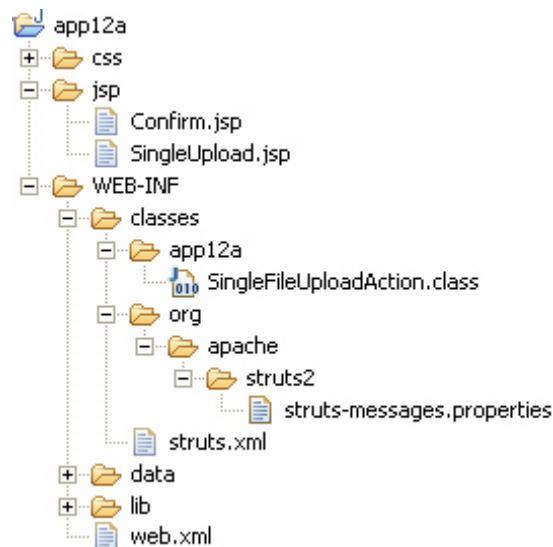 app12a
css
jsp
Confirm.jsp
SingleUpload.jsp
WEB-INF
classes
app12a
SingleFileUploadAction.class
org
apache
struts2
struts-messages.properties
struts.xml
data
lib
web.xml